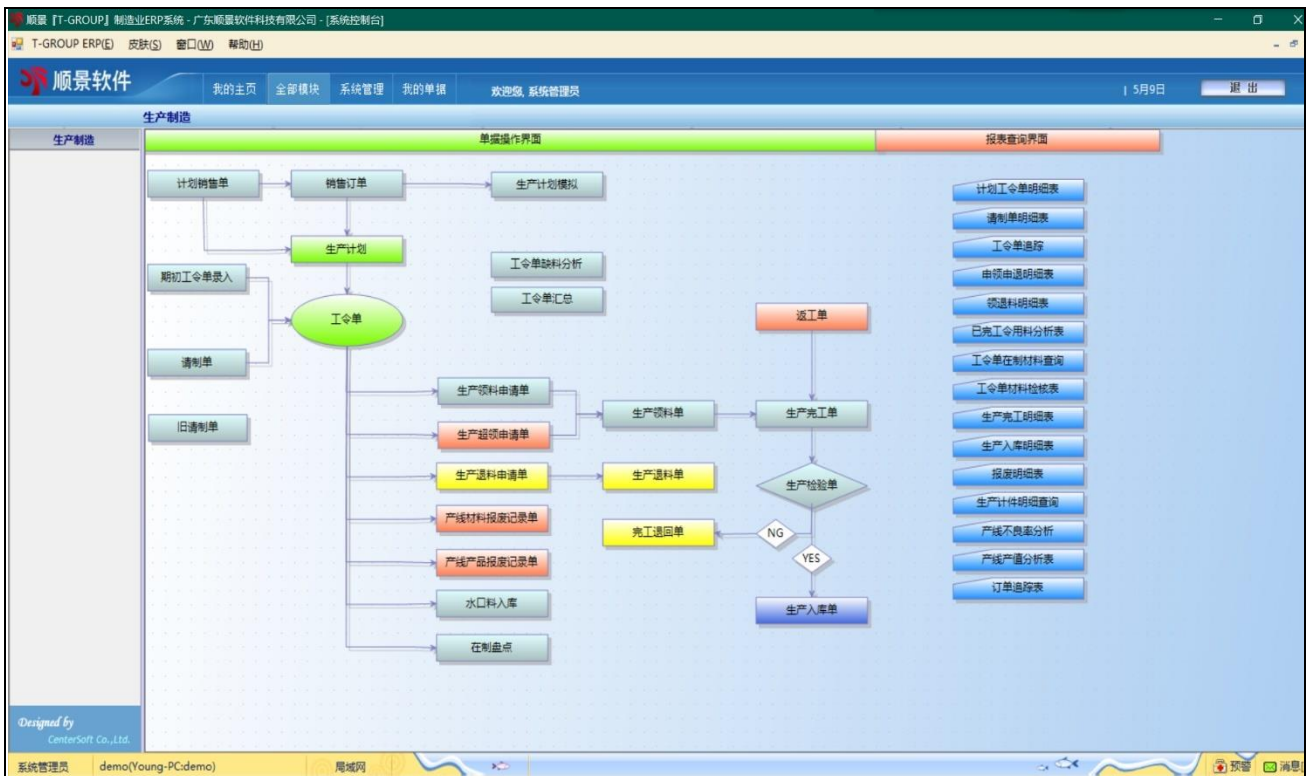 顺景『T-GROUP』制造业ERP系统 - 广东顺景软件科技有限公司 - [系统控制台]
T-GROUP ERP(E) 皮肤(S) 窗口(W) 帮助(H)
顺景软件 我的主页 全部模块 系统管理 我的单据 欢迎您, 系统管理员 | 5月9日 退 出
生产制造
生产制造 单据操作界面 报表查询界面
计划销售单 销售订单 生产计划模拟 计划工令单明细表
请制单明细表
生产计划 工令单追踪
工令单缺料分析
期初工令单录入 申领申退明细表
工令单汇总 领退料明细表
工令单 返工单
已完工令用料分析表
请制单 工令单在制材料查询
生产领料申请单 工令单材料检核表
生产领料单 生产完工单 生产完工明细表
旧请制单 生产超领申请单 生产入库明细表
生产退料申请单 生产退料单 生产检验单 报废明细表
生产计件明细查询
产线材料报废记录单 完工退回单 NG 产线不良率分析
产线产品报废记录单 YES 产线产值分析表
订单追踪表
水口料入库 生产入库单
在制盘点
Designed by
CenterSoft Co.,Ltd.
系统管理员 demo(Young-PC:demo) 局域网 预警 消息